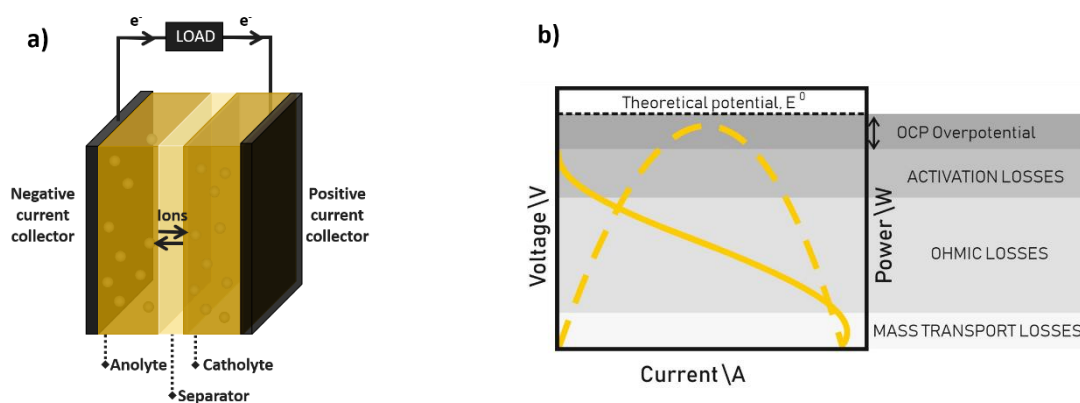 a)
e-
LOAD
e-
Negative
current
collector
Ions
Positive
current
collector
Anolyte
Catholyte
Separator
b)
Theoretical potential, E⁰
OCP Overpotential
ACTIVATION LOSSES
OHMIC LOSSES
MASS TRANSPORT LOSSES
Voltage\V
Power\W
Current\A